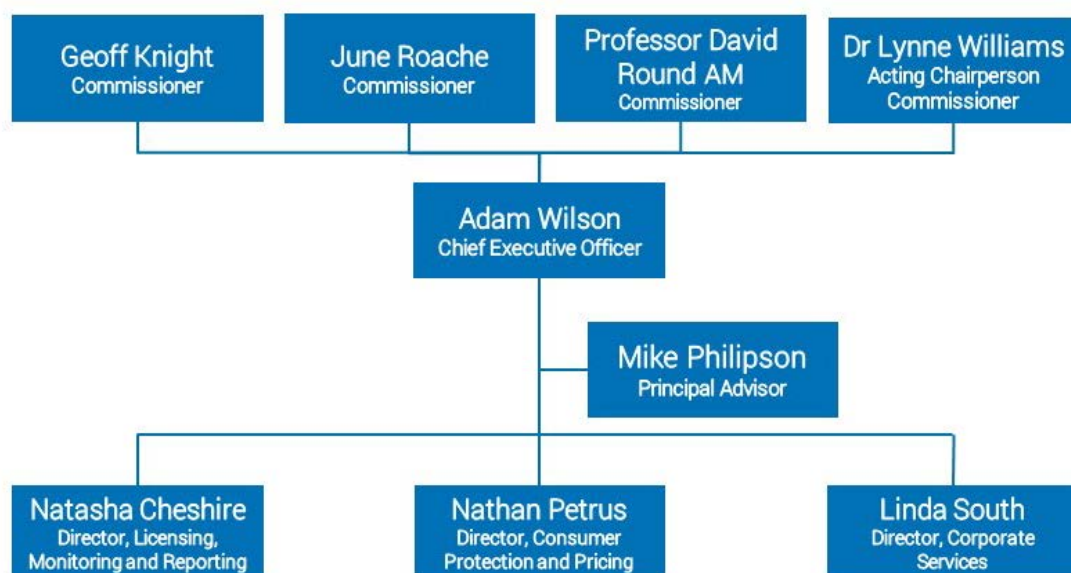 Geoff Knight
Commissioner
June Roache
Commissioner
Professor David
Round AM
Commissioner
Dr Lynne Williams
Acting Chairperson
Commissioner
Adam Wilson
Chief Executive Officer
Mike Philipson
Principal Advisor
Natasha Cheshire
Director, Licensing,
Monitoring and Reporting
Nathan Petrus
Director, Consumer
Protection and Pricing
Linda South
Director, Corporate
Services